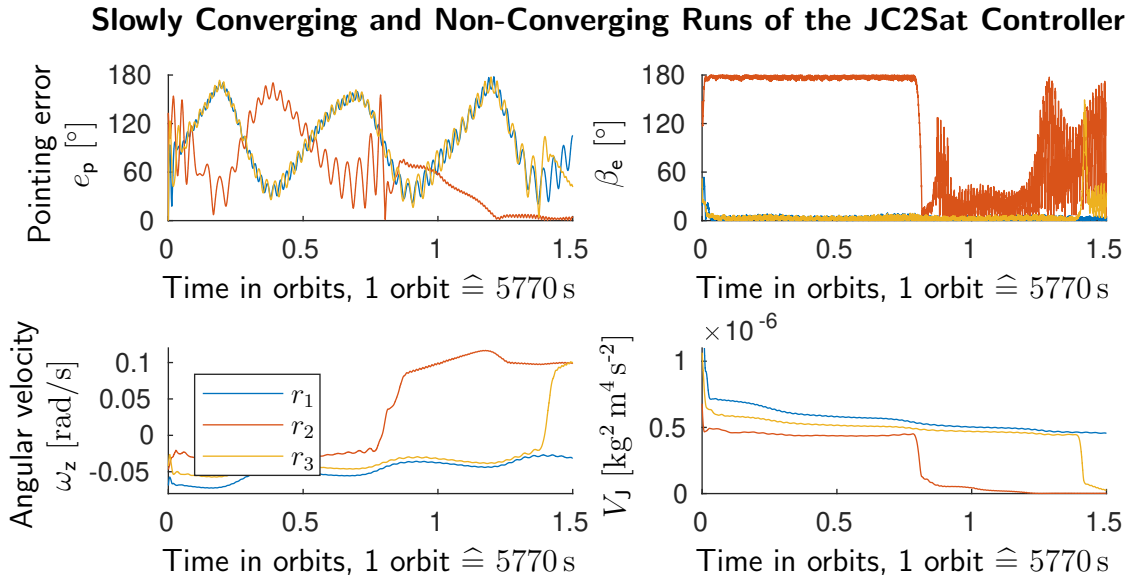 Slowly Converging and Non-Converging Runs of the JC2Sat Controller
Pointing error
e_p [°]
180
120
60
0
0
0.5
1
1.5
Time in orbits, 1 orbit ≙ 5770 s
β_e [°]
180
120
60
0
0
0.5
1
1.5
Time in orbits, 1 orbit ≙ 5770 s
Angular velocity
ω_z [rad/s]
0.1
0.05
0
-0.05
r_1
r_2
r_3
0
0.5
1
1.5
Time in orbits, 1 orbit ≙ 5770 s
V_J [kg² m⁴ s⁻²]
× 10⁻⁶
1
0.5
0
0
0.5
1
1.5
Time in orbits, 1 orbit ≙ 5770 s